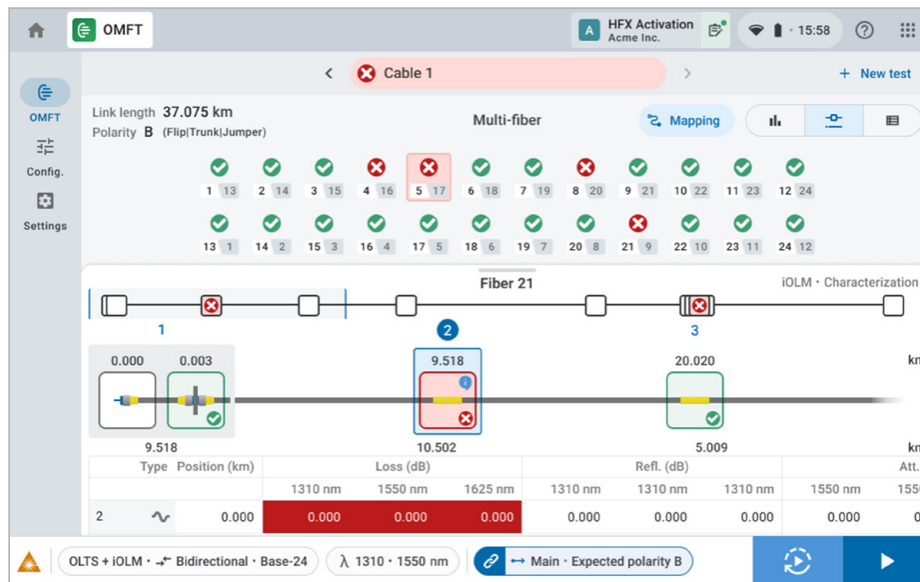 OMFT
A
HFX Activation
Acme Inc.
· 15:58
?
Cable 1
+ New test
OMFT
Config.
Settings
Link length 37.075 km
Polarity B (Flip|Trunk|Jumper)
Multi-fiber
Mapping
1 13 2 14 3 15 4 16 5 17 6 18 7 19 8 20 9 21 10 22 11 23 12 24
13 1 14 2 15 3 16 4 17 5 18 6 19 7 20 8 21 9 22 10 23 11 24 12
Fiber 21
iOLM · Characterization
1 2 3
0.000 0.003 9.518 20.020 km
9.518 10.502 5.009 km
Type Position (km) Loss (dB) Refl. (dB) Att.
1310 nm 1550 nm 1625 nm 1310 nm 1310 nm 1310 nm 1550 nm 155
2 0.000 0.000 0.000 0.000 0.000 0.000 0.000 0.000 0
OLTS + iOLM · Bidirectional · Base-24
λ 1310 · 1550 nm
Main · Expected polarity B